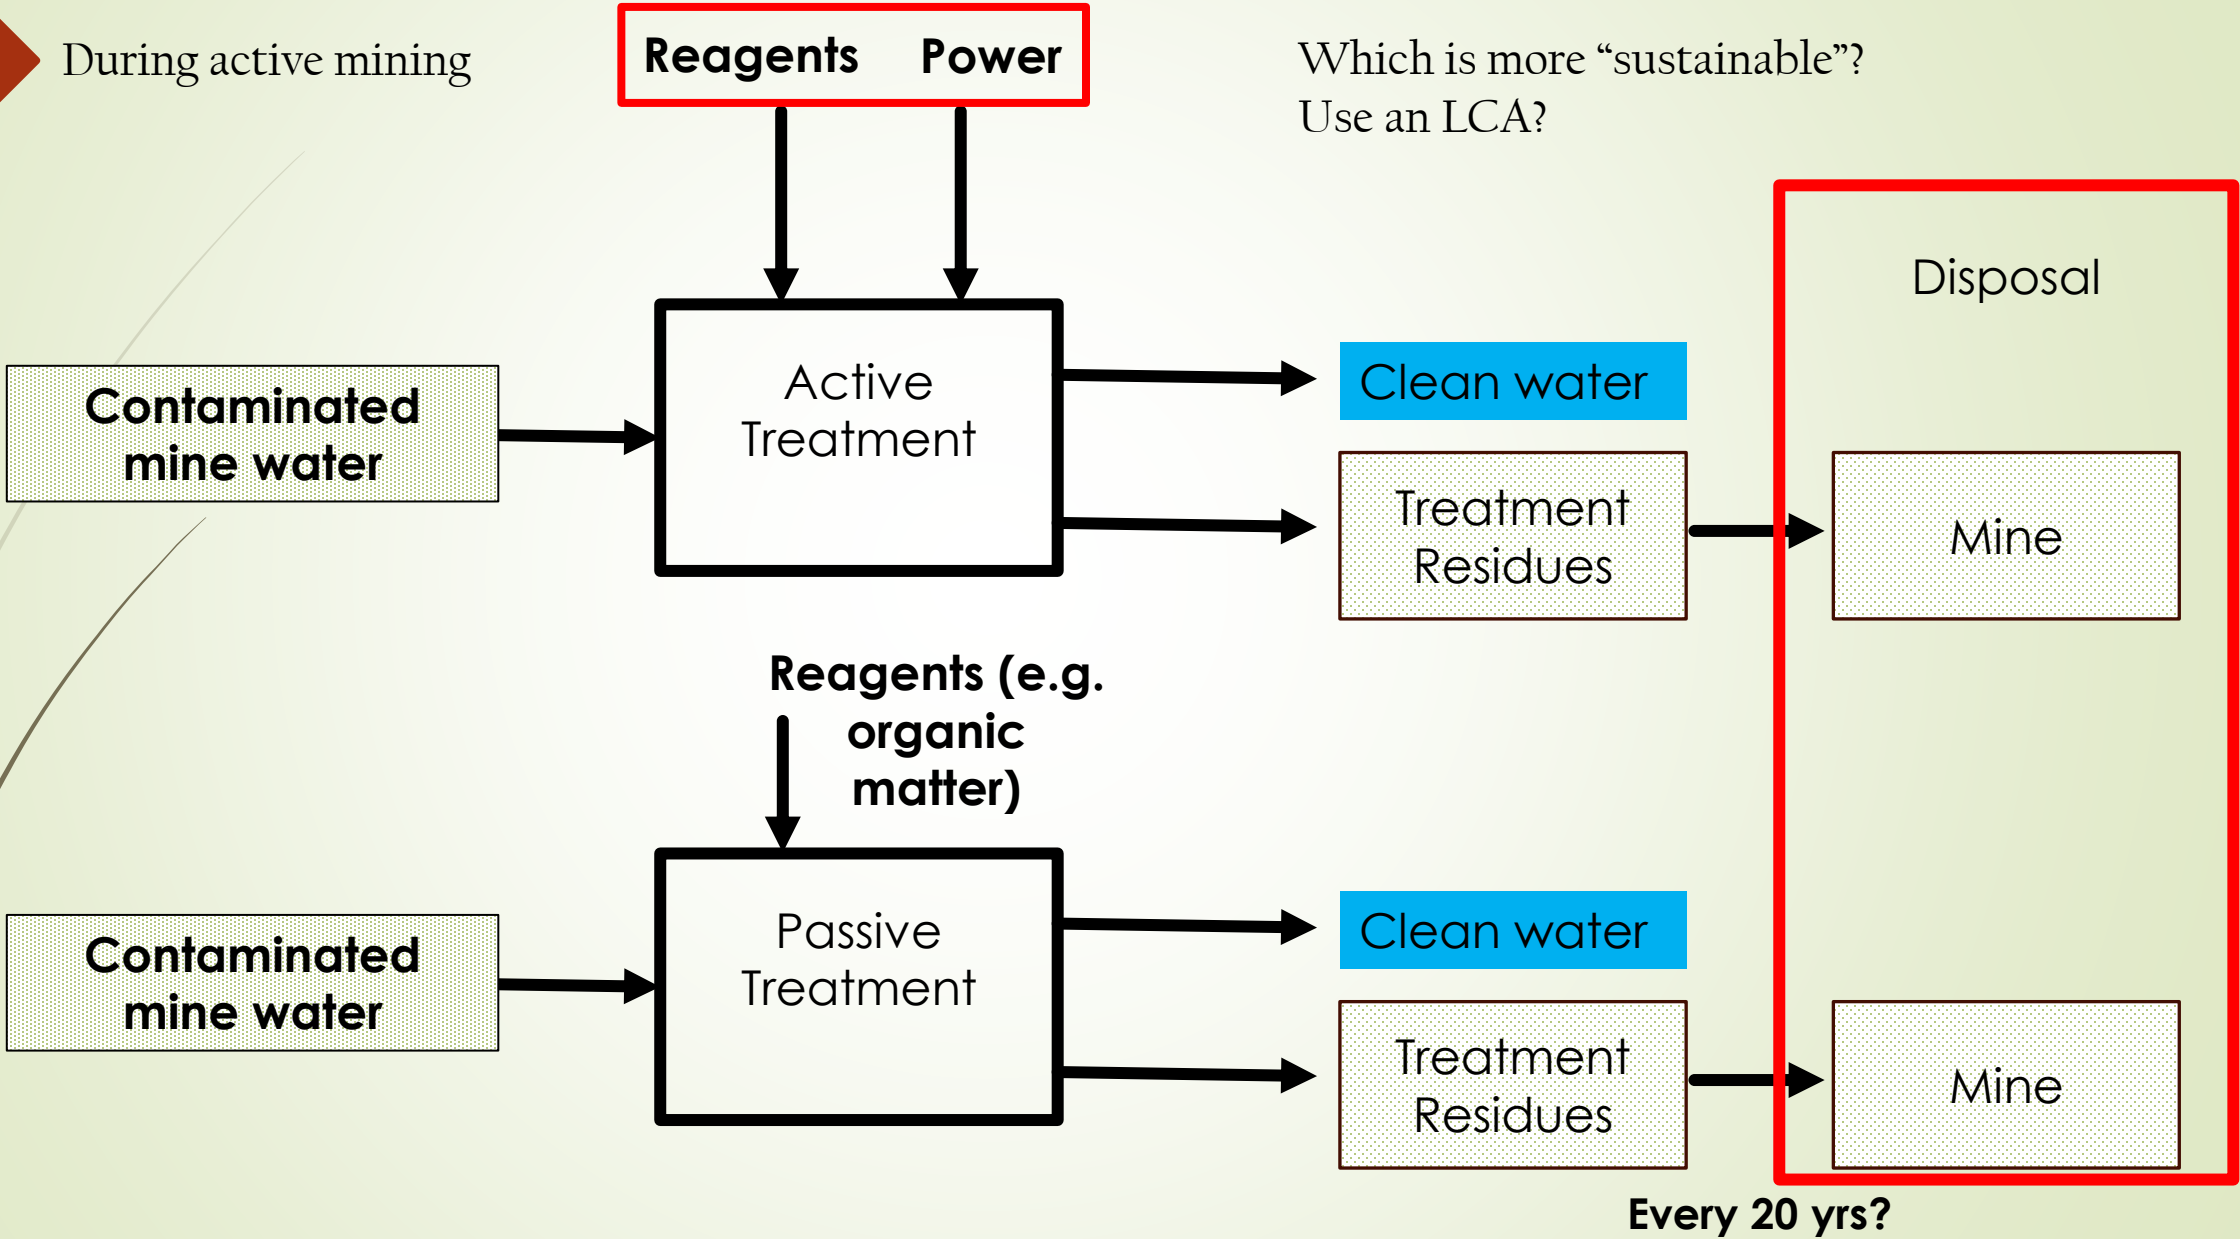 During active mining
Reagents Power
Which is more “sustainable”?
Use an LCA?
Disposal
Contaminated
mine water
Active
Treatment
Clean water
Treatment
Residues
Mine
Reagents (e.g.
organic
matter)
Contaminated
mine water
Passive
Treatment
Clean water
Treatment
Residues
Mine
Every 20 yrs?